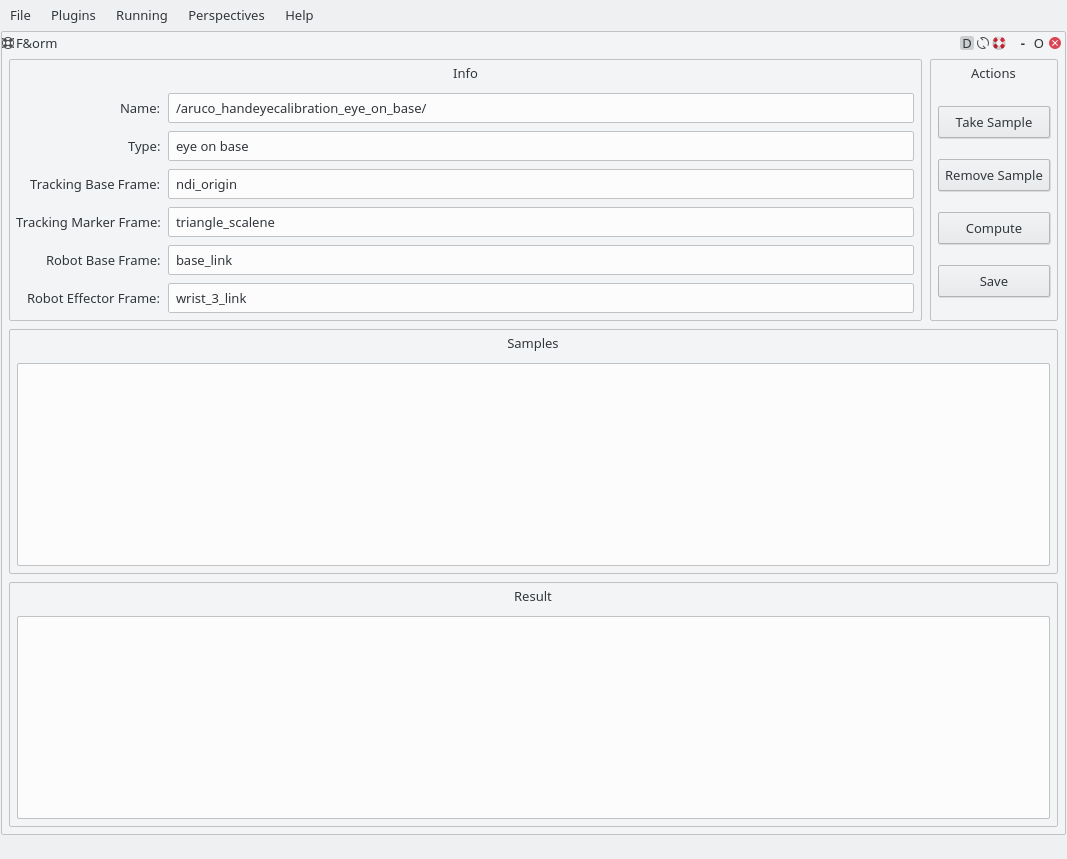 File Plugins Running Perspectives Help
F&orm D - O
Info
Name: /aruco_handeyecalibration_eye_on_base/
Type: eye on base
Tracking Base Frame: ndi_origin
Tracking Marker Frame: triangle_scalene
Robot Base Frame: base_link
Robot Effector Frame: wrist_3_link
Actions
Take Sample
Remove Sample
Compute
Save
Samples
Result